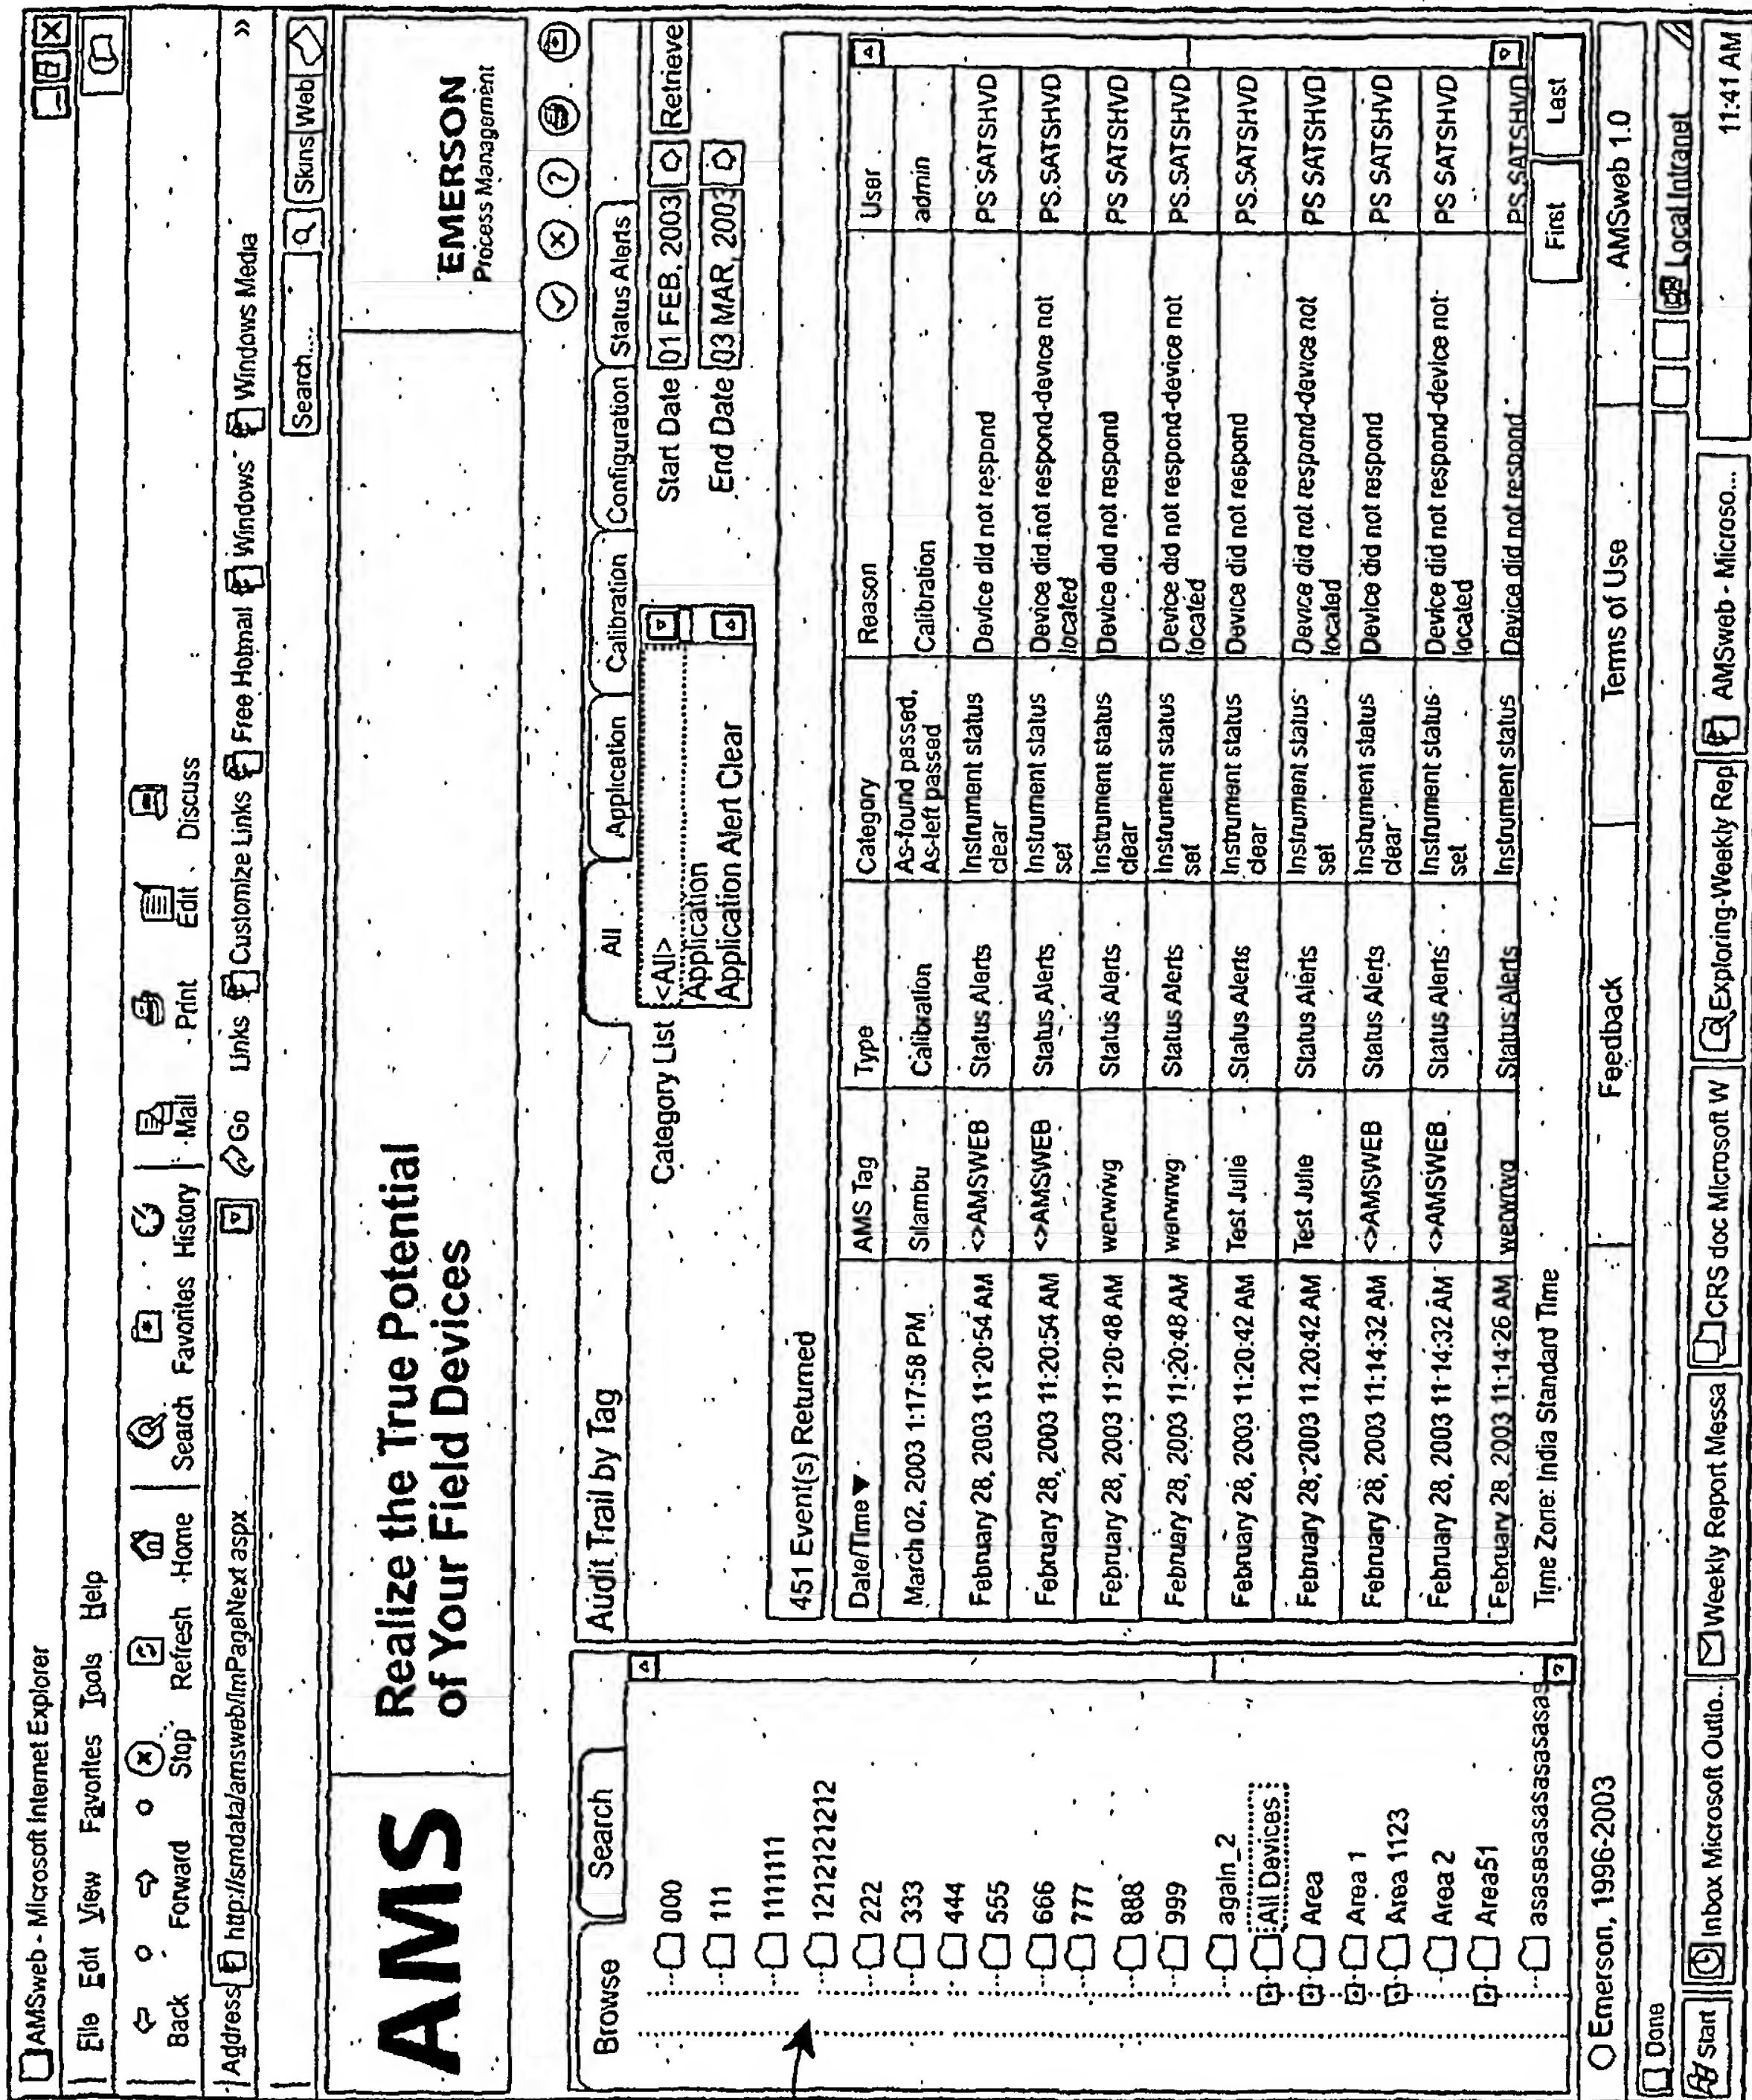 AMSweb - Microsoft Internet Explorer
File Edit View Favorites Tools Help
Back Forward Stop Refresh Home Search Favorites History Mail Print Edit Discuss
Address http://ismdata/amsweb/ImPageNext.aspx Go Links Customize Links Free Hotmail Windows Windows Media »
Search.... Skins Web
AMS
Realize the True Potential
of Your Field Devices
EMERSON
Process Management
Browse Search
000
111
111111
121212121212
222
333
444
555
666
777
888
999
again_2
All Devices
Area
Area 1
Area 1123
Area 2
Area51
Audit Trail by Tag All Application Calibration Configuration Status Alerts
Category List <All>
Application
Application Alert Clear
Start Date 01 FEB, 2003 Retrieve
End Date 03 MAR, 2003
451 Event(s) Returned
Date/Time▼ AMS Tag Type Category Reason User
March 02, 2003 1:17:58 PM Silambu Calibration As-found passed, As-left passed Calibration admin
February 28, 2003 11:20:54 AM <>AMSWEB Status Alerts Instrument status clear Device did not respond PS.SATSHVD
February 28, 2003 11:20:54 AM <>AMSWEB Status Alerts Instrument status set Device did not respond-device not located PS.SATSHVD
February 28, 2003 11:20:48 AM werwrwg Status Alerts Instrument status clear Device did not respond PS SATSHVD
February 28, 2003 11:20:48 AM werwrwg Status Alerts Instrument status set Device did not respond-device not located PS.SATSHVD
February 28, 2003 11:20:42 AM Test Julie Status Alerts Instrument status clear Device did not respond PS.SATSHVD
February 28, 2003 11.20:42 AM Test Julie Status Alerts Instrument status set Device did not respond-device not located PS SATSHVD
February 28, 2003 11:14:32 AM <>AMSWEB Status Alerts Instrument status clear Device did not respond PS SATSHVD
February 28, 2003 11:14:32 AM <>AMSWEB Status Alerts Instrument status set Device did not respond-device not located PS SATSHVD
February 28, 2003 11:14:26 AM werwrwg Status Alerts Instrument status Device did not respond PS.SATSHVD
Time Zone: India Standard Time First Last
Emerson, 1996-2003 Feedback Terms of Use AMSweb 1.0
Done Local Intranet
Start Inbox Microsoft Outlo.. Weekly Report Messa CRS doc Microsoft W Exploring-Weekly Rep AMSweb - Microso... 11:41 AM